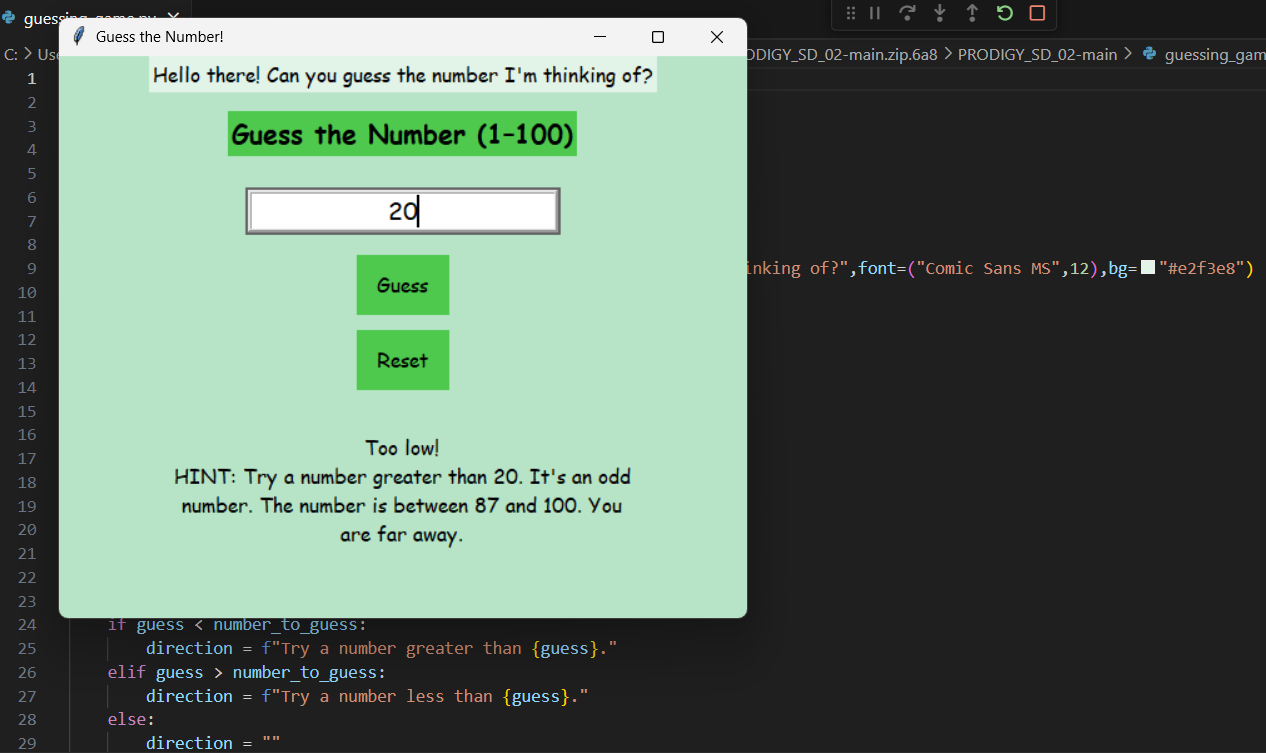 guessing_game.py
Guess the Number!
C: > Use
ODIGY_SD_02-main.zip.6a8 > PRODIGY_SD_02-main > guessing_gam
Hello there! Can you guess the number I'm thinking of?
Guess the Number (1-100)
20
Guess
Reset
Too low!
HINT: Try a number greater than 20. It's an odd
number. The number is between 87 and 100. You
are far away.
1
2
3
4
5
6
7
8
9 inking of?",font=("Comic Sans MS",12),bg="#e2f3e8")
10
11
12
13
14
15
16
17
18
19
20
21
22
23
24 if guess < number_to_guess:
25 direction = f"Try a number greater than {guess}."
26 elif guess > number_to_guess:
27 direction = f"Try a number less than {guess}."
28 else:
29 direction = ""